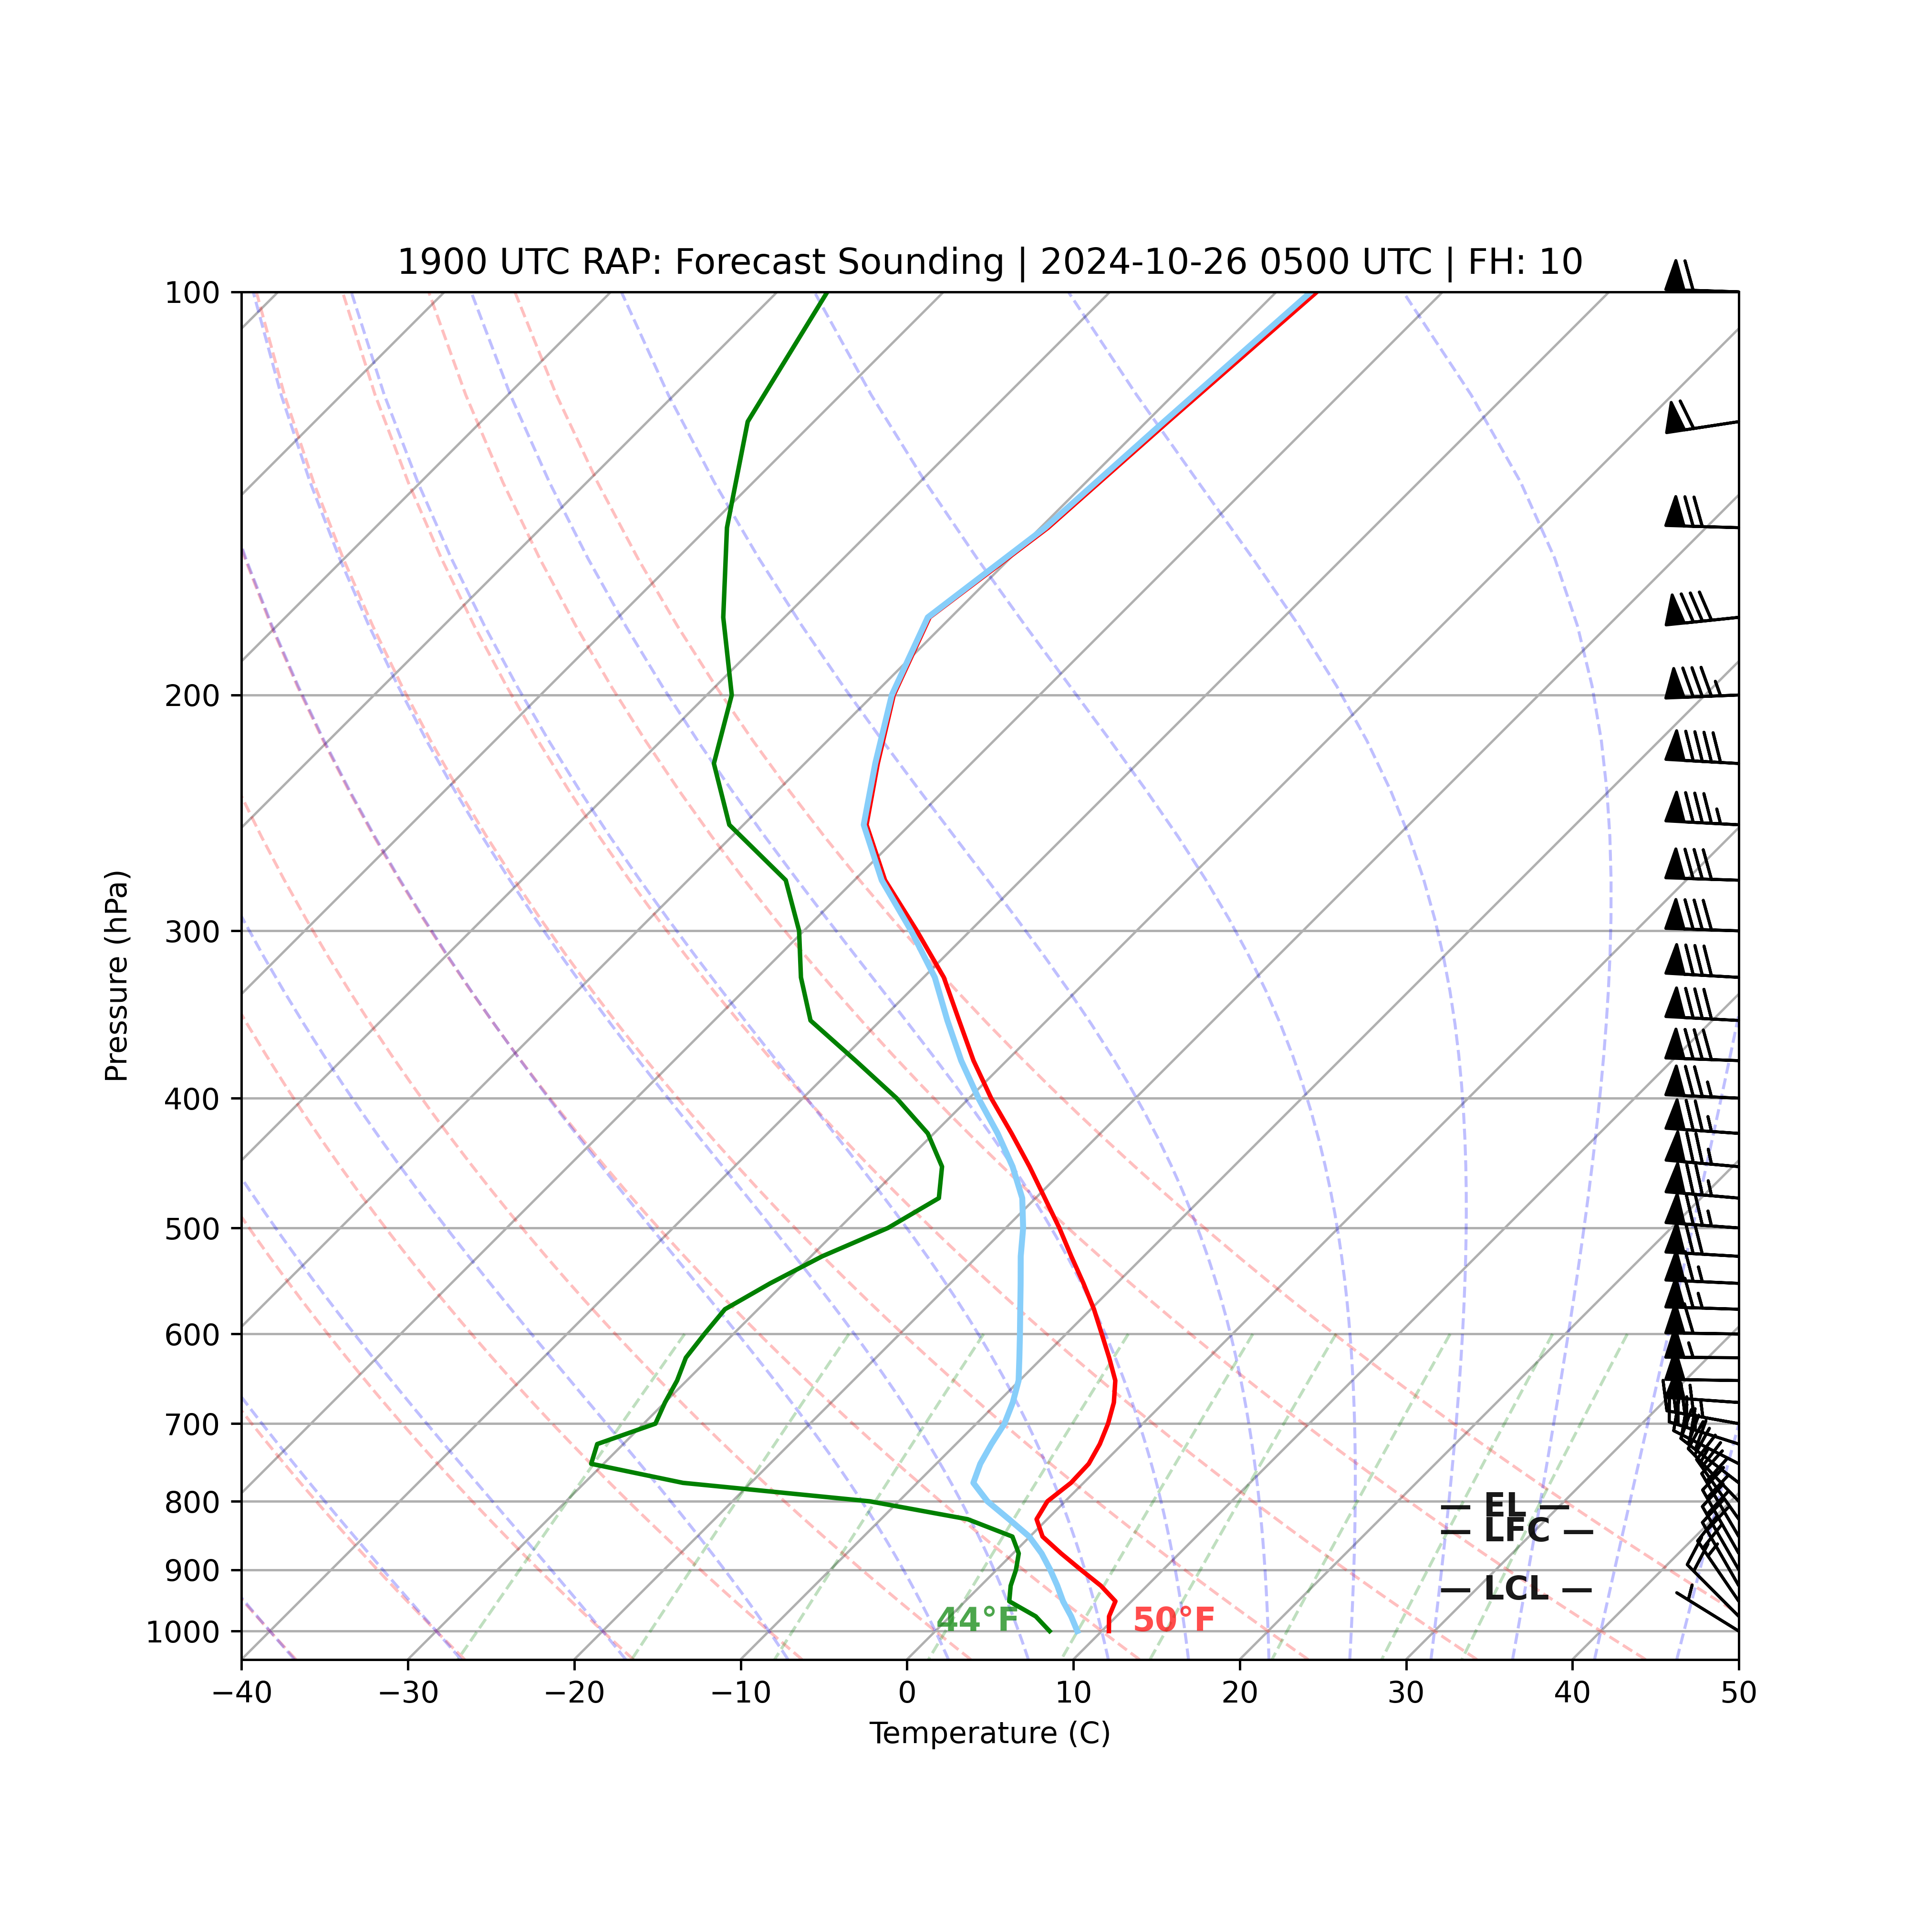 1900 UTC RAP: Forecast Sounding | 2024-10-26 0500 UTC | FH: 10
100
200
300
400
500
600
700
800
900
1000
Pressure (hPa)
— EL —
— LFC —
— LCL —
44°F
50°F
−40 −30 −20 −10 0 10 20 30 40 50
Temperature (C)